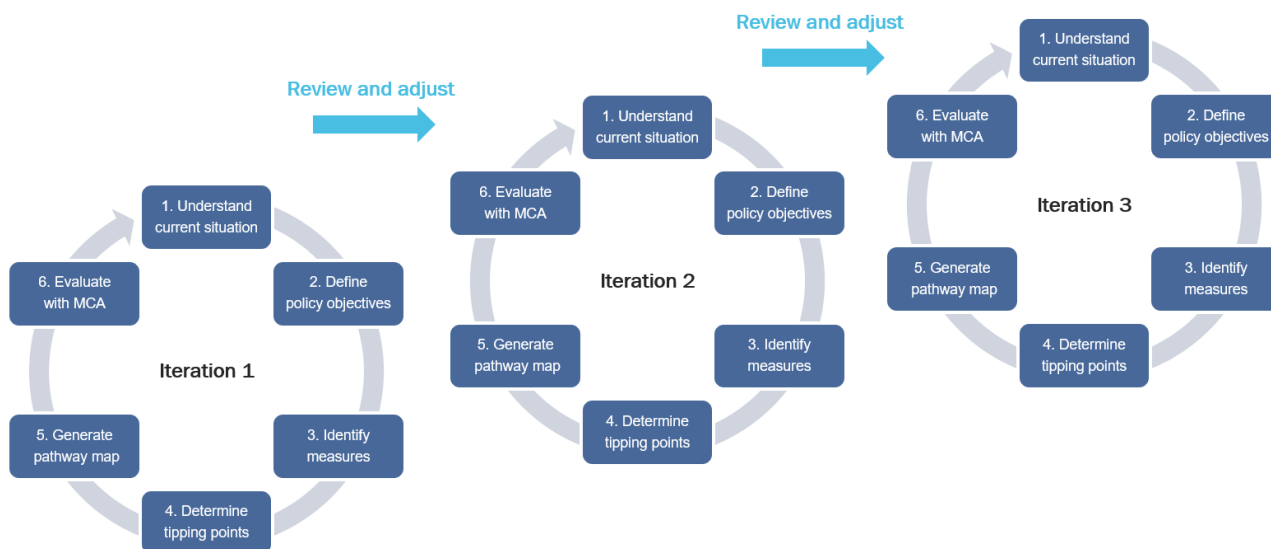 Review and adjust
1. Understand
current situation
2. Define
policy objectives
3. Identify
measures
4. Determine
tipping points
5. Generate
pathway map
6. Evaluate
with MCA
Iteration 1
Review and adjust
1. Understand
current situation
2. Define
policy objectives
3. Identify
measures
4. Determine
tipping points
5. Generate
pathway map
6. Evaluate
with MCA
Iteration 2
1. Understand
current situation
2. Define
policy objectives
3. Identify
measures
4. Determine
tipping points
5. Generate
pathway map
6. Evaluate
with MCA
Iteration 3